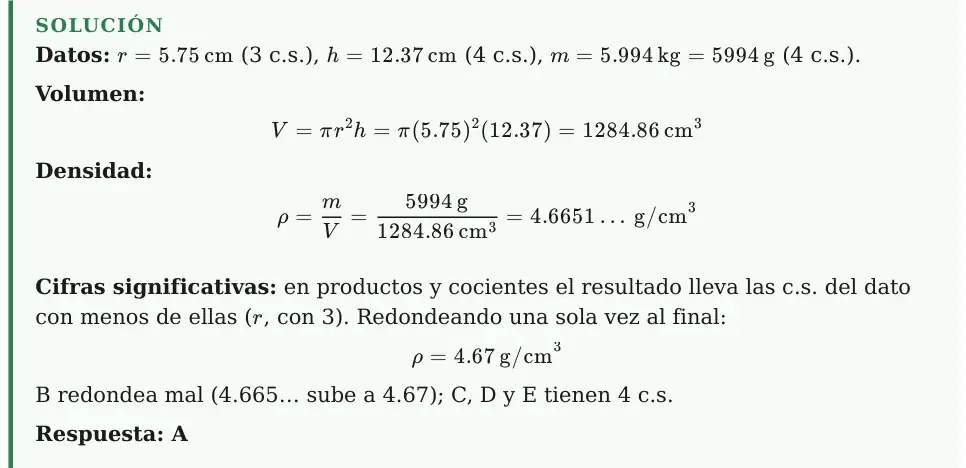 SOLUCIÓN
Datos: r = 5.75 cm (3 c.s.), h = 12.37 cm (4 c.s.), m = 5.994 kg = 5994 g (4 c.s.).
Volumen:
V = πr²h = π(5.75)²(12.37) = 1284.86 cm³
Densidad:
ρ = m/V = 5994 g/1284.86 cm³ = 4.6651… g/cm³
Cifras significativas: en productos y cocientes el resultado lleva las c.s. del dato
con menos de ellas (r, con 3). Redondeando una sola vez al final:
ρ = 4.67 g/cm³
B redondea mal (4.665… sube a 4.67); C, D y E tienen 4 c.s.
Respuesta: A